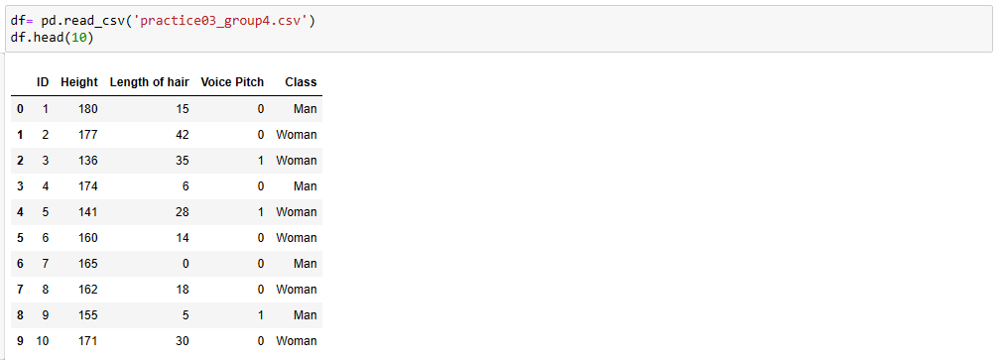 df= pd.read_csv('practice03_group4.csv')
df.head(10)
ID Height Length of hair Voice Pitch Class
0 1 180 15 0 Man
1 2 177 42 0 Woman
2 3 136 35 1 Woman
3 4 174 6 0 Man
4 5 141 28 1 Woman
5 6 160 14 0 Woman
6 7 165 0 0 Man
7 8 162 18 0 Woman
8 9 155 5 1 Man
9 10 171 30 0 Woman